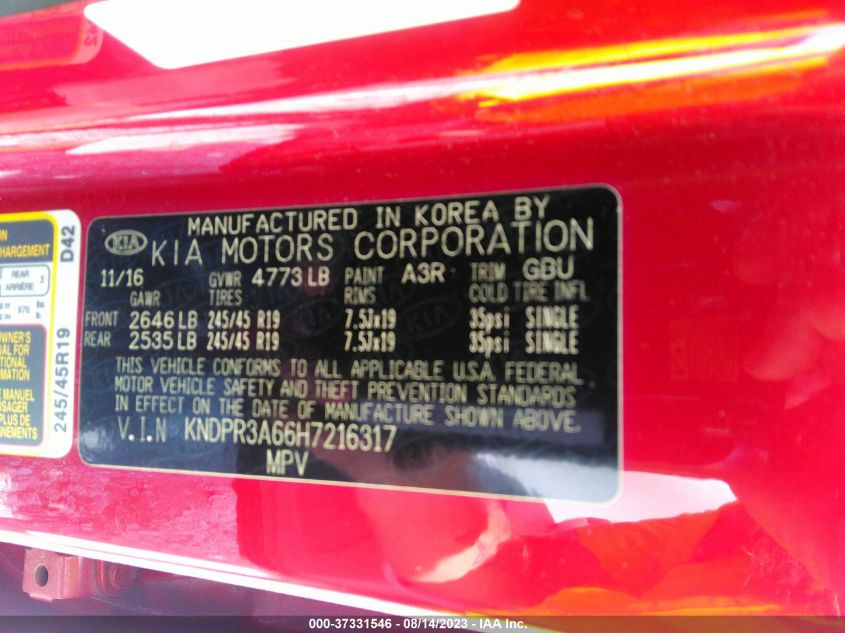 MANUFACTURED IN KOREA BY
KIA KIA MOTORS CORPORATION
11/16 GVWR 4773 LB PAINT A3R TRIM GBU
GAWR TIRES RIMS COLD TIRE INFL
FRONT 2646 LB 245/45 R19 7.5Jx19 35psi SINGLE
REAR 2535 LB 245/45 R19 7.5Jx19 35psi SINGLE
THIS VEHICLE CONFORMS TO ALL APPLICABLE U.S.A. FEDERAL
MOTOR VEHICLE SAFETY AND THEFT PREVENTION STANDARDS
IN EFFECT ON THE DATE OF MANUFACTURE SHOWN ABOVE.
V.I.N KNDPR3A66H7216317
MPV
REAR
ARRIÈRE 3
970 lbs.
245/45R19 D42
000-37331546 - 08/14/2023 - IAA Inc.